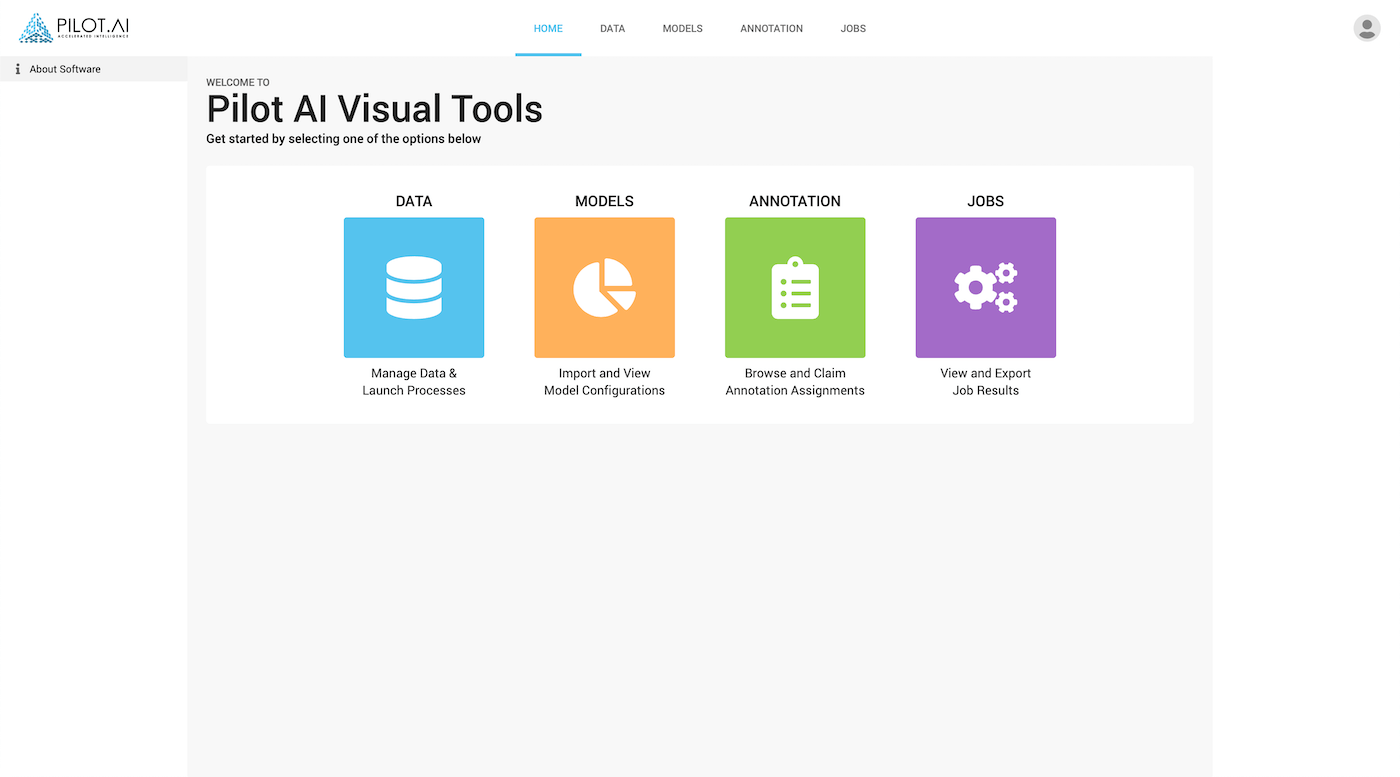 PILOT.AI
ACCELERATED INTELLIGENCE
HOME DATA MODELS ANNOTATION JOBS
About Software
WELCOME TO
Pilot AI Visual Tools
Get started by selecting one of the options below
DATA
Manage Data &
Launch Processes
MODELS
Import and View
Model Configurations
ANNOTATION
Browse and Claim
Annotation Assignments
JOBS
View and Export
Job Results